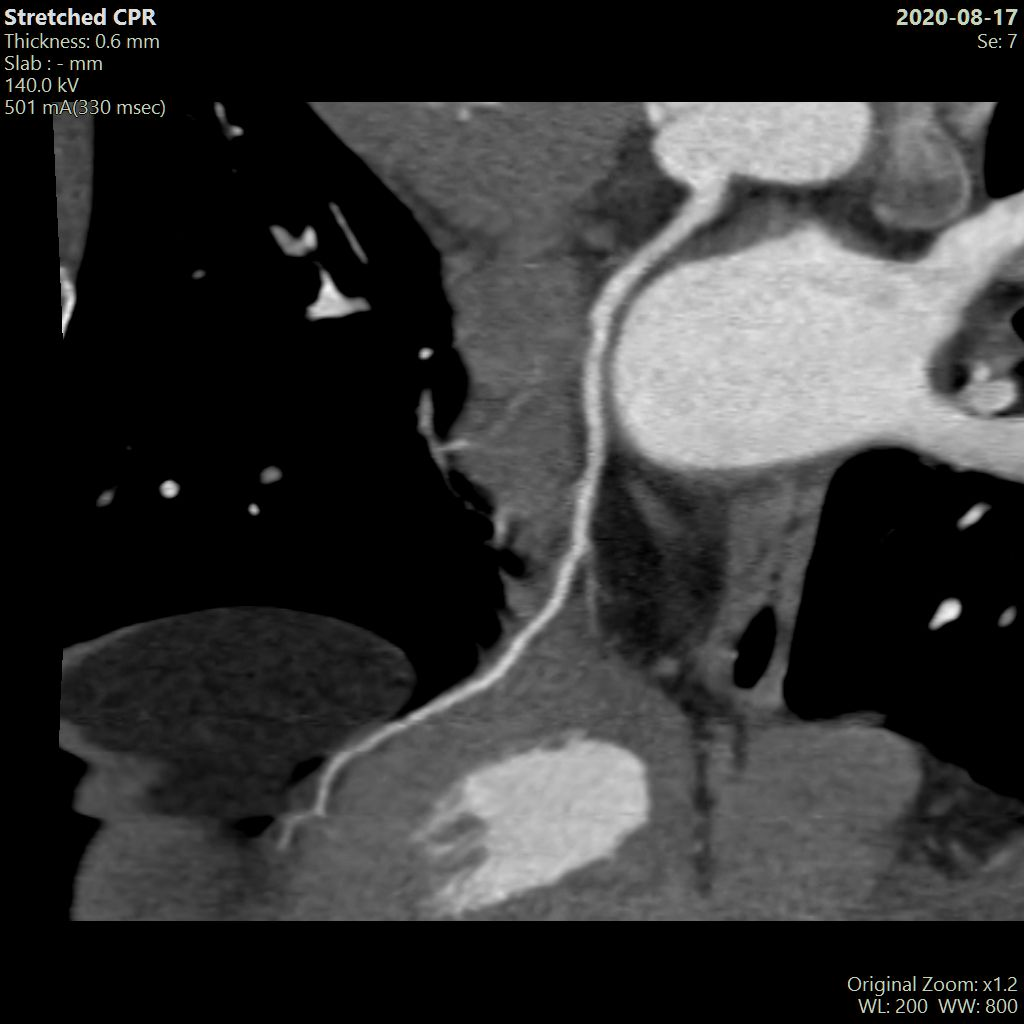 Stretched CPR
Thickness: 0.6 mm
Slab : - mm
140.0 kV
501 mA(330 msec)
2020-08-17
Se: 7
Original Zoom: x1.2
WL: 200  WW: 800